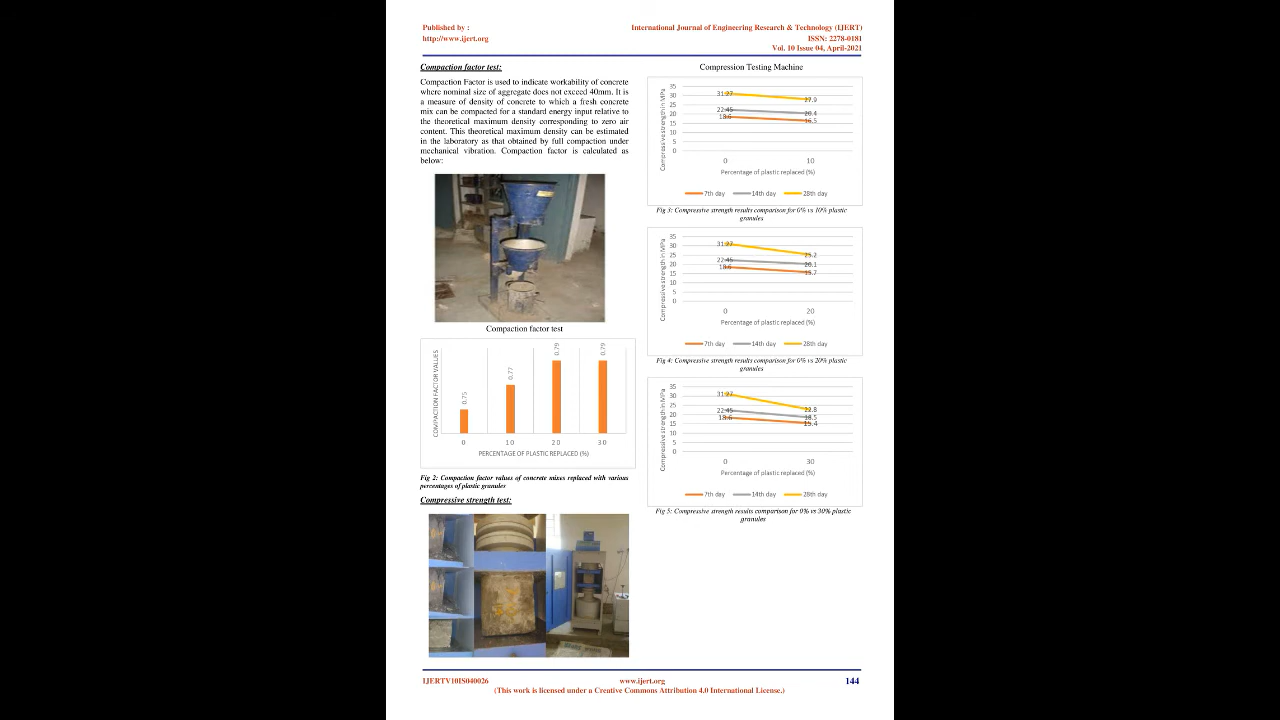 Published by :
http://www.ijert.org
International Journal of Engineering Research & Technology (IJERT)
ISSN: 2278-0181
Vol. 10 Issue 04, April-2021
Compaction factor test:
Compaction Factor is used to indicate workability of concrete
where nominal size of aggregate does not exceed 40mm. It is
a measure of density of concrete to which a fresh concrete
mix can be compacted for a standard energy input relative to
the theoretical maximum density corresponding to zero air
content. This theoretical maximum density can be estimated
in the laboratory as that obtained by full compaction under
mechanical vibration. Compaction factor is calculated as
below:
Compaction factor test
COMPACTION FACTOR VALUES
0.75
0.77
0.79
0.79
0 10 20 30
PERCENTAGE OF PLASTIC REPLACED (%)
Fig 2: Compaction factor values of concrete mixes replaced with various
percentages of plastic granules
Compressive strength test:
Compression Testing Machine
Compressive strength in MPa
35
30
25
20
15
10
5
0
31.27 27.9
22.45 20.4
18.6 16.5
0 10
Percentage of plastic replaced (%)
7th day 14th day 28th day
Fig 3: Compressive strength results comparison for 0% vs 10% plastic
granules
Compressive strength in MPa
35
30
25
20
15
10
5
0
31.27 25.2
22.45 20.1
18.6 15.7
0 20
Percentage of plastic replaced (%)
7th day 14th day 28th day
Fig 4: Compressive strength results comparison for 0% vs 20% plastic
granules
Compressive strength in MPa
35
30
25
20
15
10
5
0
31.27 22.8
22.45 18.5
18.6 15.4
0 30
Percentage of plastic replaced (%)
7th day 14th day 28th day
Fig 5: Compressive strength results comparison for 0% vs 30% plastic
granules
IJERTV10IS040026
www.ijert.org
144
(This work is licensed under a Creative Commons Attribution 4.0 International License.)